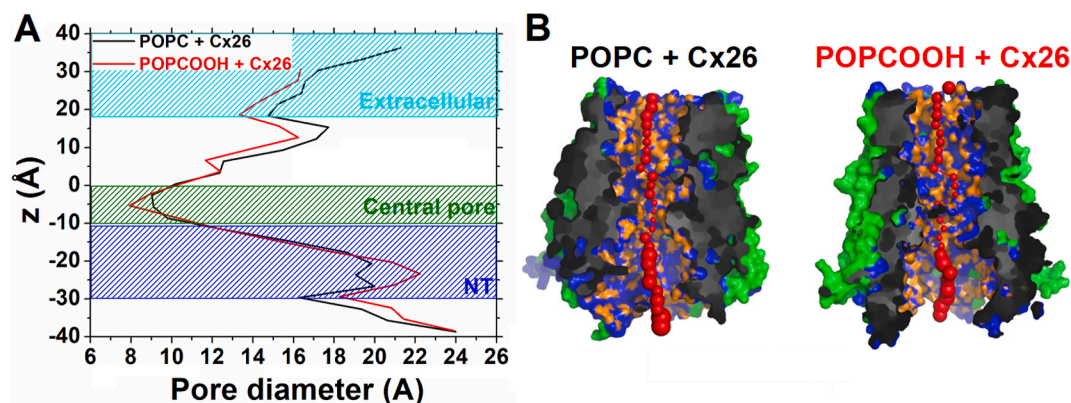 A
B
40
30
20
10
0
-10
-20
-30
-40
z (Å)
POPC + Cx26
POPCOOH + Cx26
Extracellular
Central pore
NT
6 8 10 12 14 16 18 20 22 24 26
Pore diameter (A)
POPC + Cx26
POPCOOH + Cx26